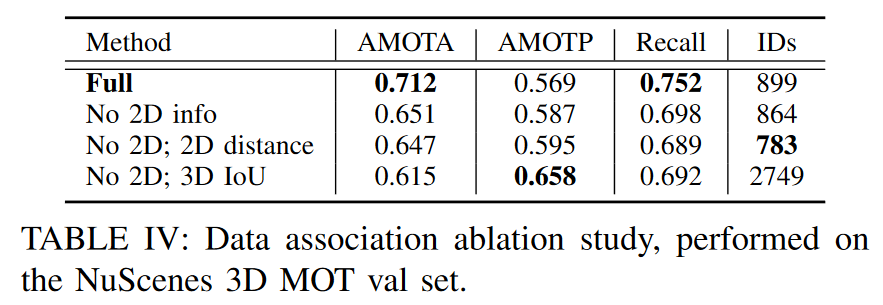 Method AMOTA AMOTP Recall IDs
Full 0.712 0.569 0.752 899
No 2D info 0.651 0.587 0.698 864
No 2D; 2D distance 0.647 0.595 0.689 783
No 2D; 3D IoU 0.615 0.658 0.692 2749
TABLE IV: Data association ablation study, performed on
the NuScenes 3D MOT val set.